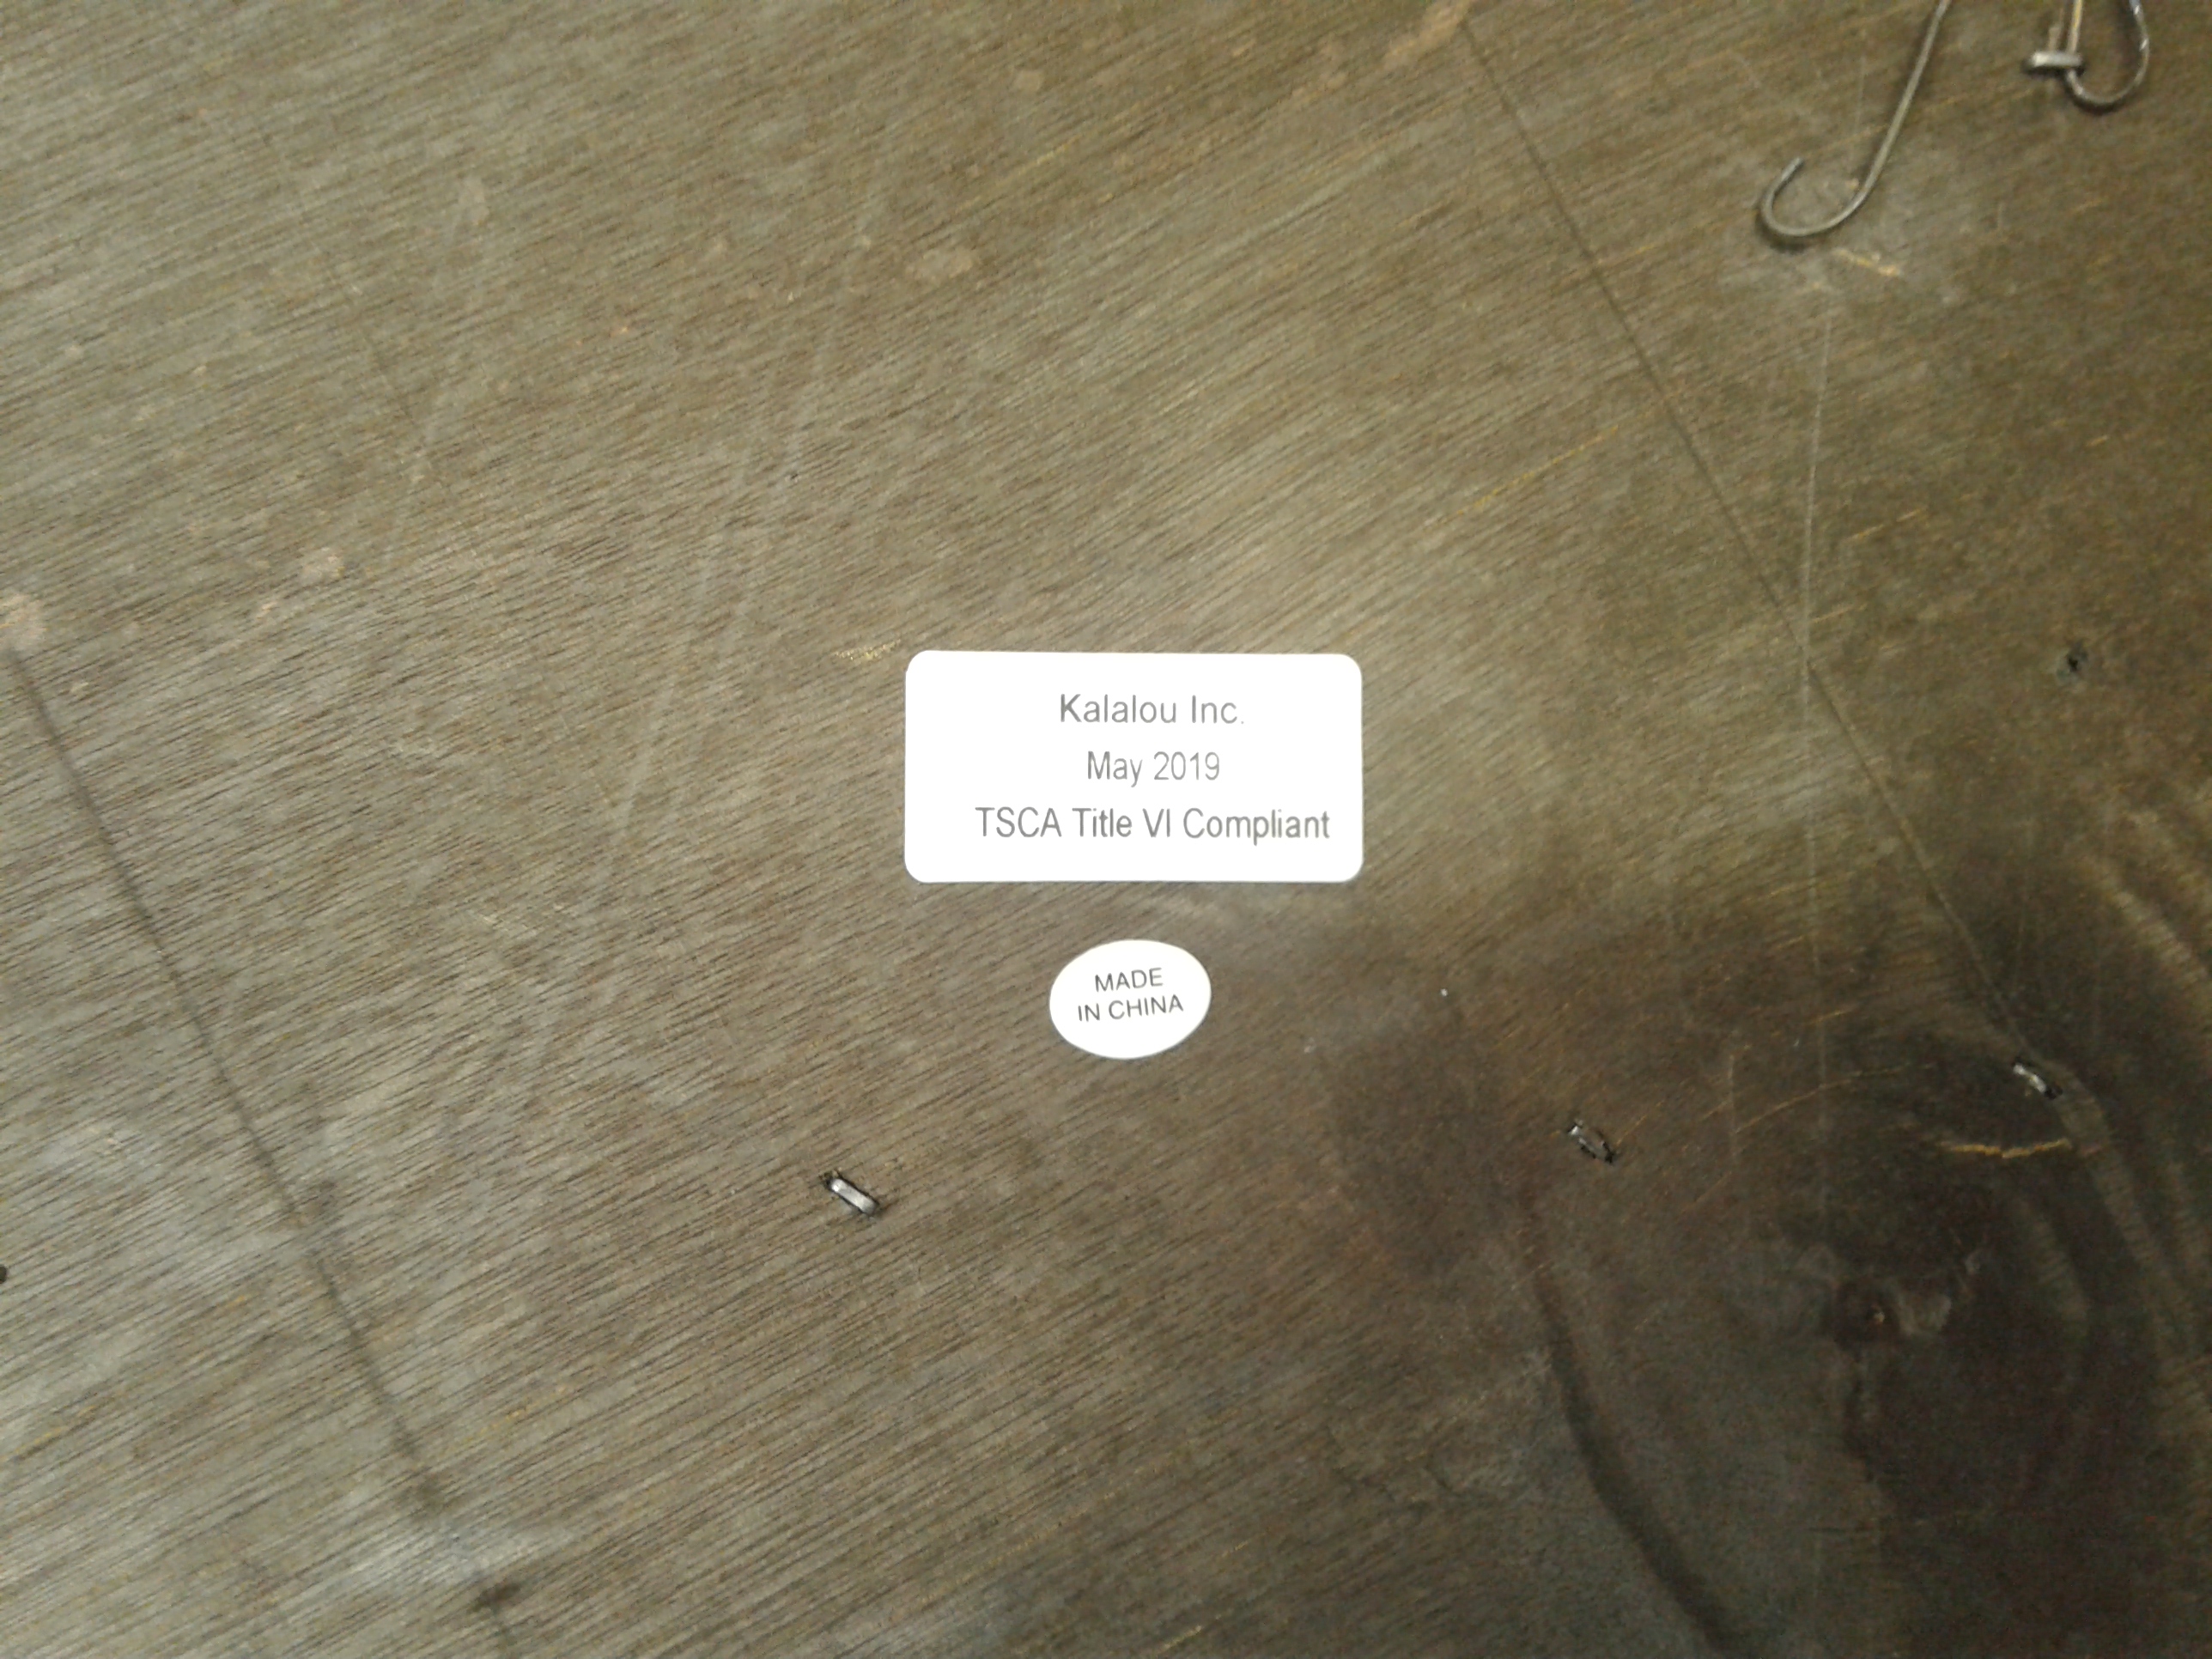 Kalalou Inc.
May 2019
TSCA Title VI Compliant
MADE
IN CHINA